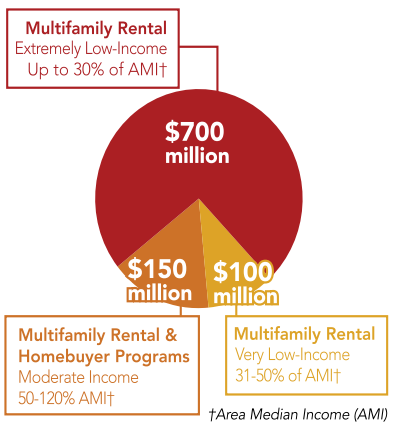 Multifamily Rental
Extremely Low-Income
Up to 30% of AMI†
$700
million
$150
million
$100
million
Multifamily Rental &
Homebuyer Programs
Moderate Income
50-120% AMI†
Multifamily Rental
Very Low-Income
31-50% of AMI†
†Area Median Income (AMI)